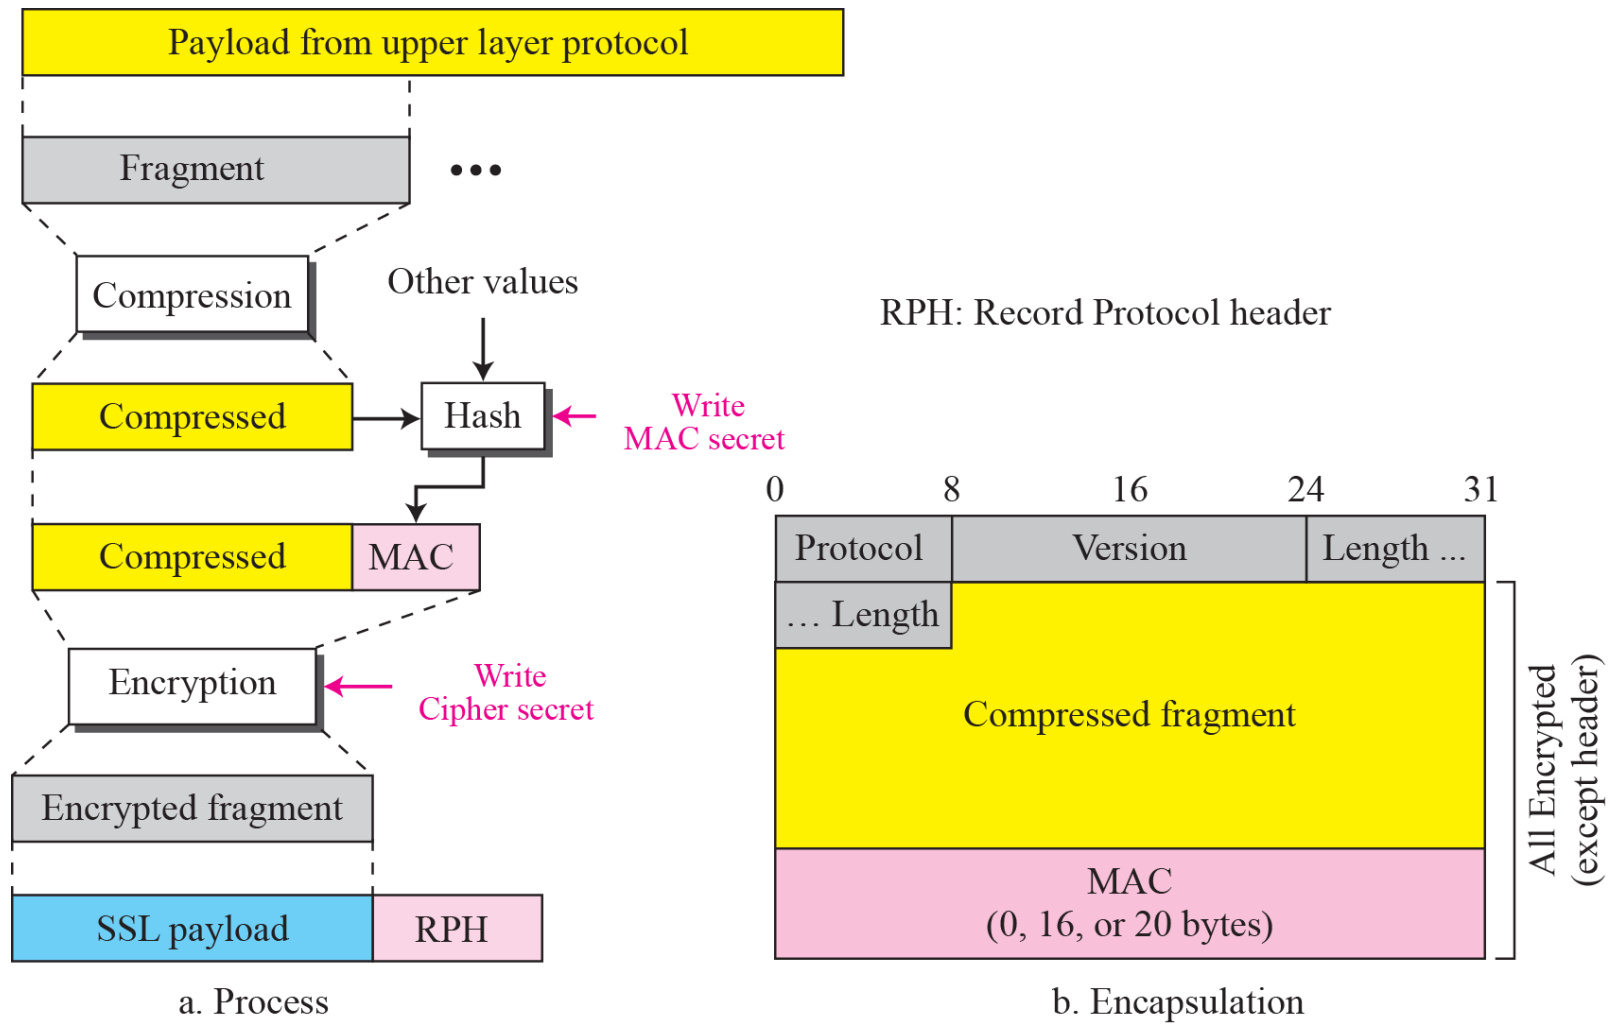 Payload from upper layer protocol
Fragment
•••
Compression
Other values
RPH: Record Protocol header
Compressed
Hash
Write
MAC secret
Compressed
MAC
Encryption
Write
Cipher secret
Encrypted fragment
SSL payload
RPH
a. Process
0 8 16 24 31
Protocol Version Length ...
... Length
Compressed fragment
MAC
(0, 16, or 20 bytes)
All Encrypted
(except header)
b. Encapsulation